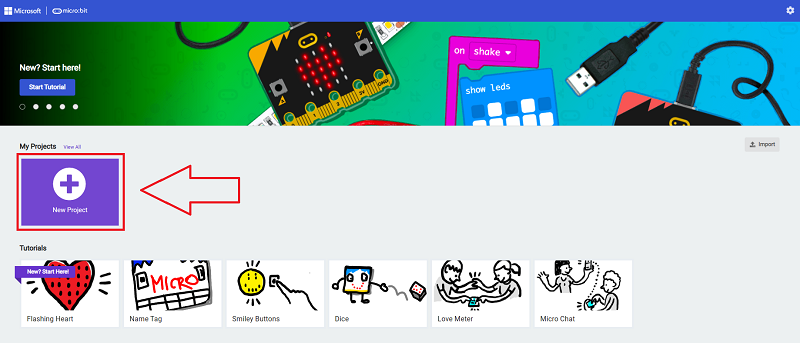 Microsoft micro:bit
New? Start here!
Start Tutorial
on shake
show leds
My Projects View All
Import
New Project
Tutorials
New? Start Here!
MICRO
Flashing Heart
Name Tag
Smiley Buttons
Dice
Love Meter
Micro Chat